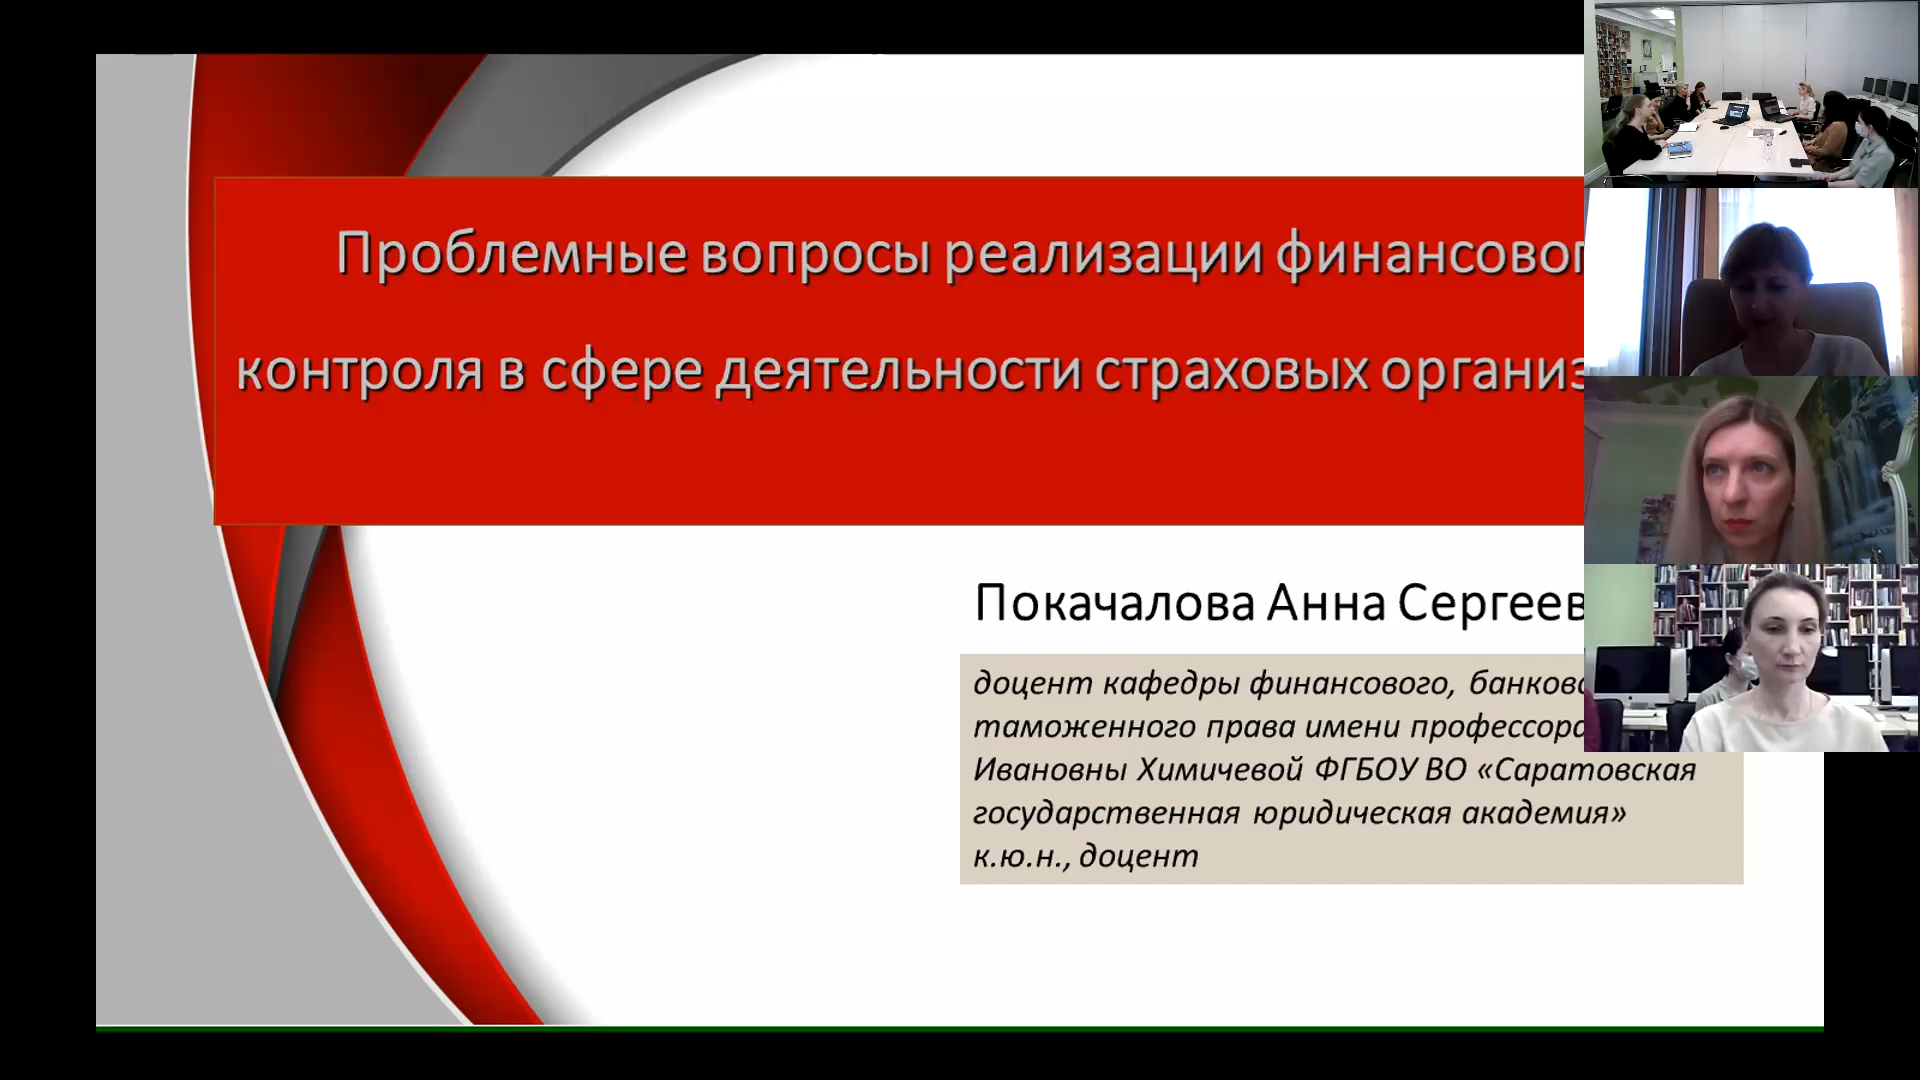 Проблемные вопросы реализации финансовог
контроля в сфере деятельности страховых организ
Покачалова Анна Сергеев
доцент кафедры финансового, банковс
таможенного права имени профессора
Ивановны Химичевой ФГБОУ ВО «Саратовская
государственная юридическая академия»
к.ю.н., доцент